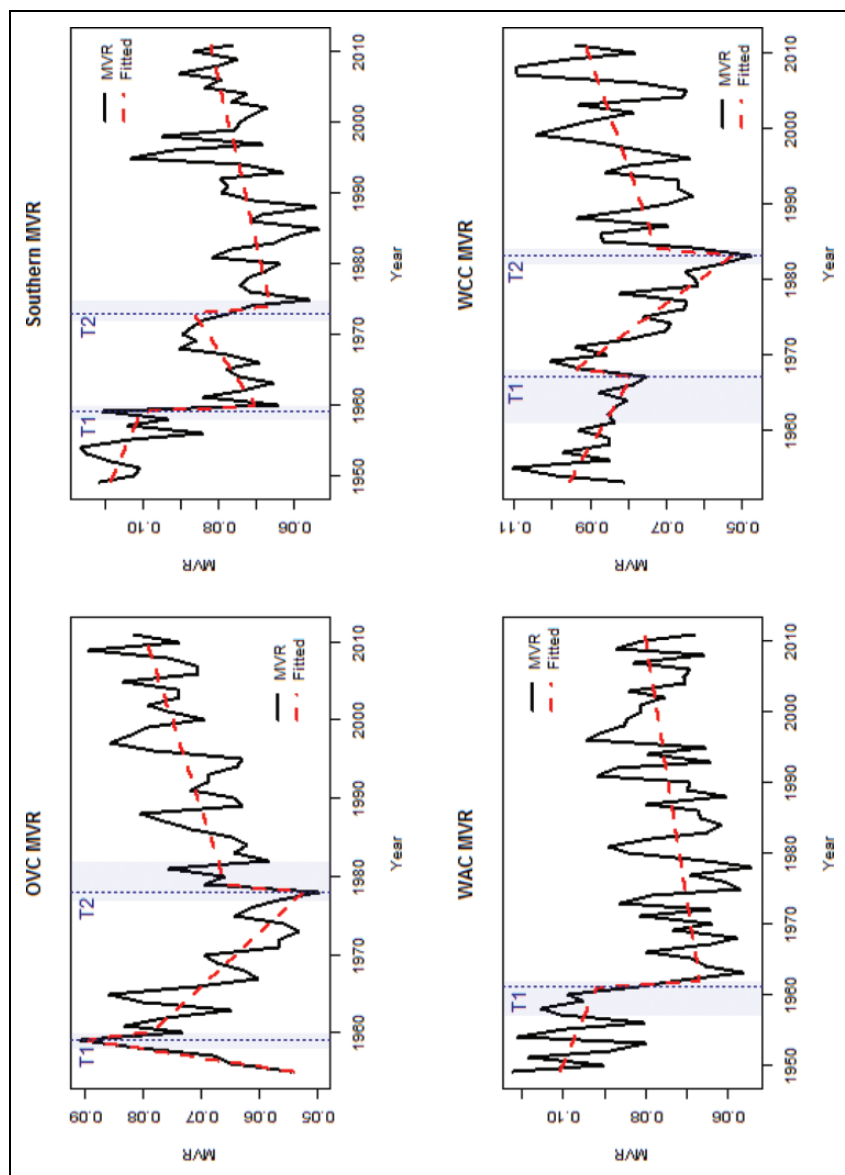 OVC MVR
MVR
0.09
0.08
0.07
0.06
0.05
T1
T2
MVR
Fitted
1960 1970 1980 1990 2000 2010
Year
Southern MVR
MVR
0.10
0.08
0.06
T1
T2
MVR
Fitted
1950 1960 1970 1980 1990 2000 2010
Year
WAC MVR
MVR
0.10
0.08
0.06
T1
MVR
Fitted
1950 1960 1970 1980 1990 2000 2010
Year
WCC MVR
MVR
0.11
0.09
0.07
0.05
T1
T2
MVR
Fitted
1960 1970 1980 1990 2000 2010
Year